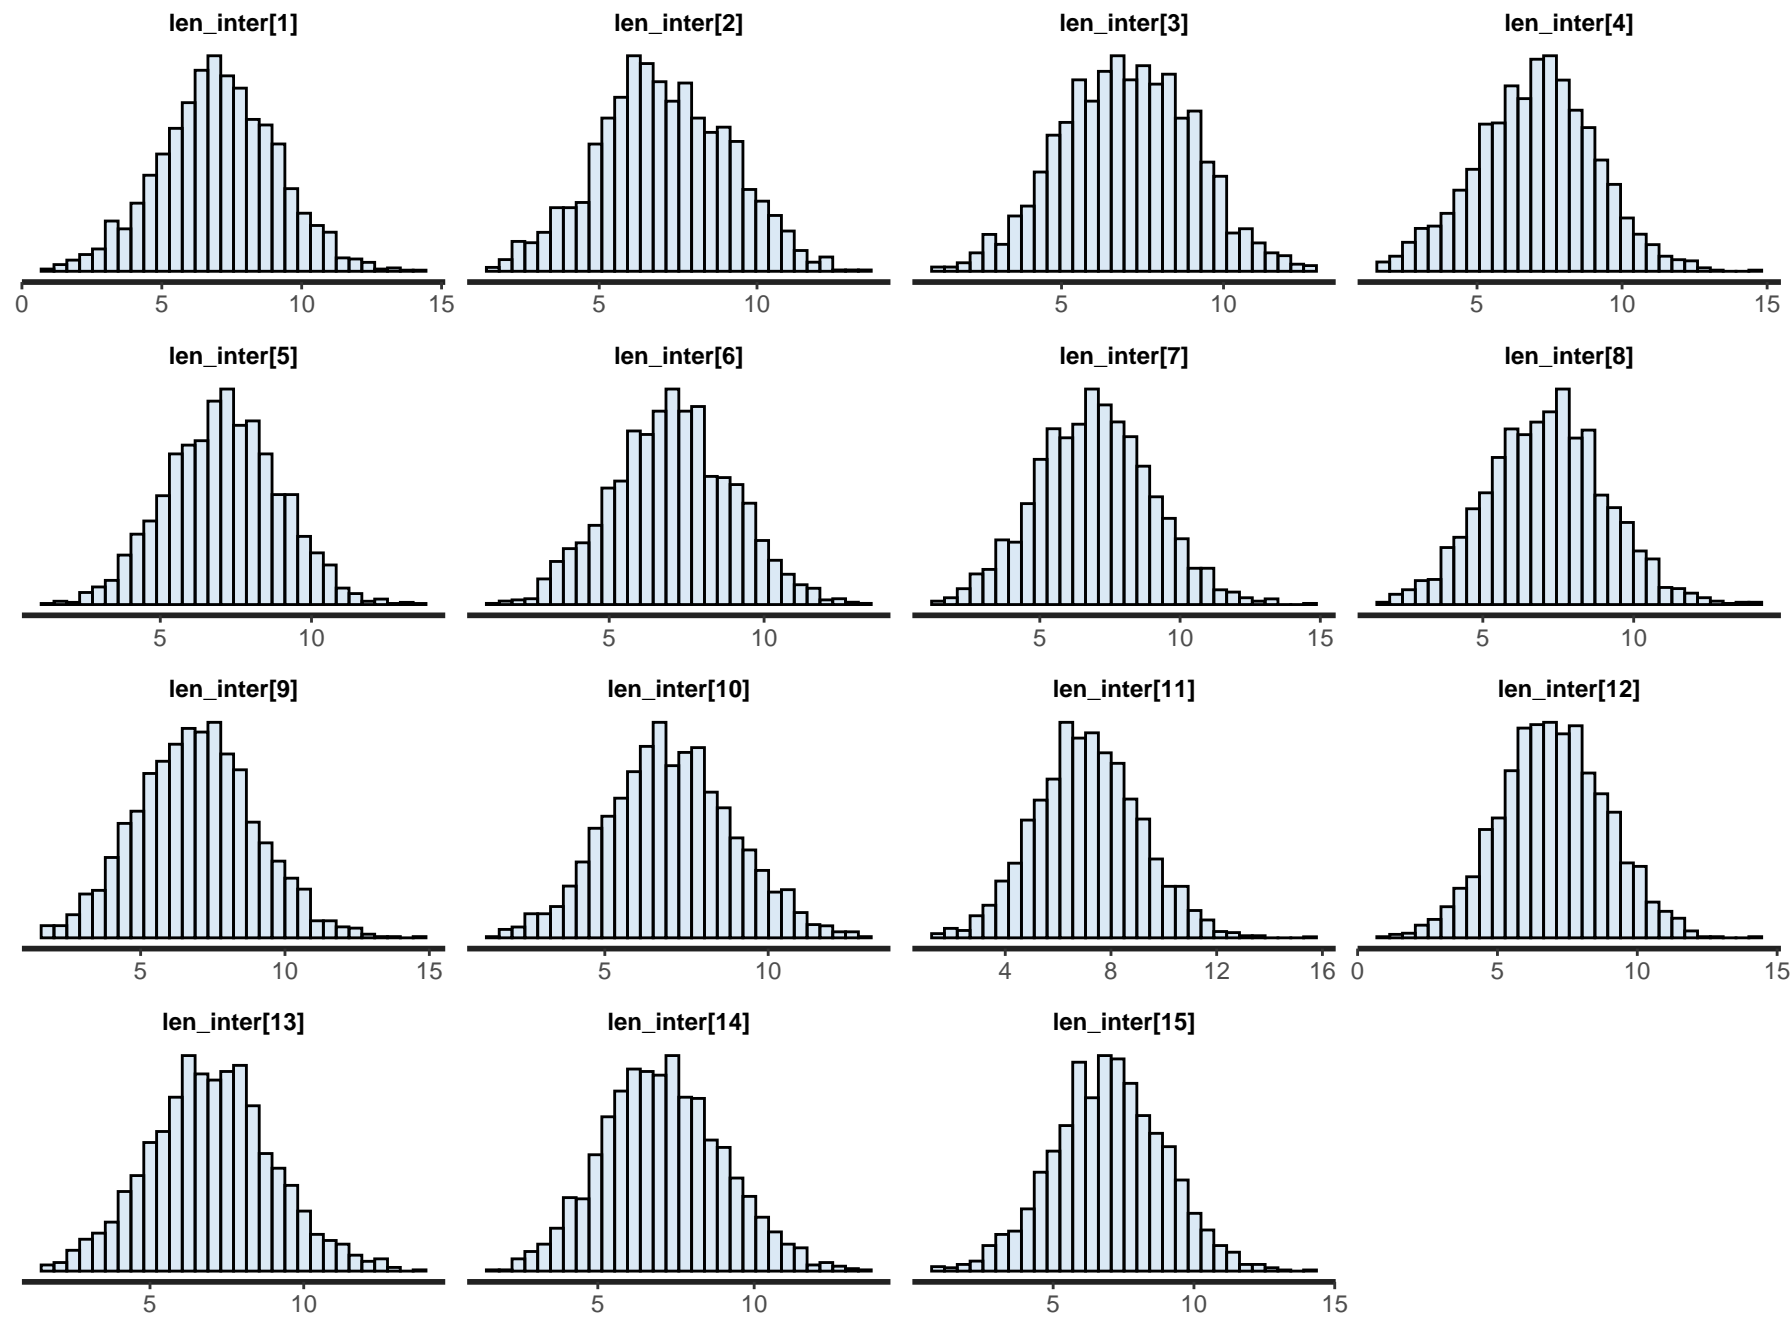 len_inter[1] len_inter[2] len_inter[3] len_inter[4]
0 5 10 15 5 10 5 10 5 10 15
len_inter[5] len_inter[6] len_inter[7] len_inter[8]
5 10 5 10 5 10 15 5 10
len_inter[9] len_inter[10] len_inter[11] len_inter[12]
5 10 15 5 10 4 8 12 16 0 5 10 15
len_inter[13] len_inter[14] len_inter[15]
5 10 5 10 5 10 15